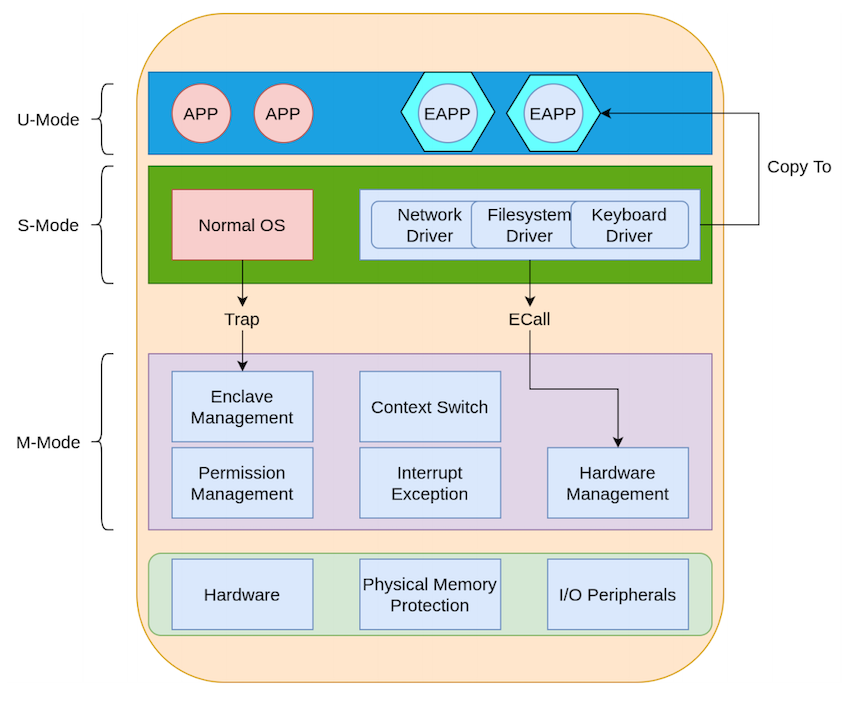 U-Mode
APP
APP
EAPP
EAPP
Copy To
S-Mode
Normal OS
Network
Driver
Filesystem
Driver
Keyboard
Driver
Trap
ECall
M-Mode
Enclave
Management
Context Switch
Permission
Management
Interrupt
Exception
Hardware
Management
Hardware
Physical Memory
Protection
I/O Peripherals